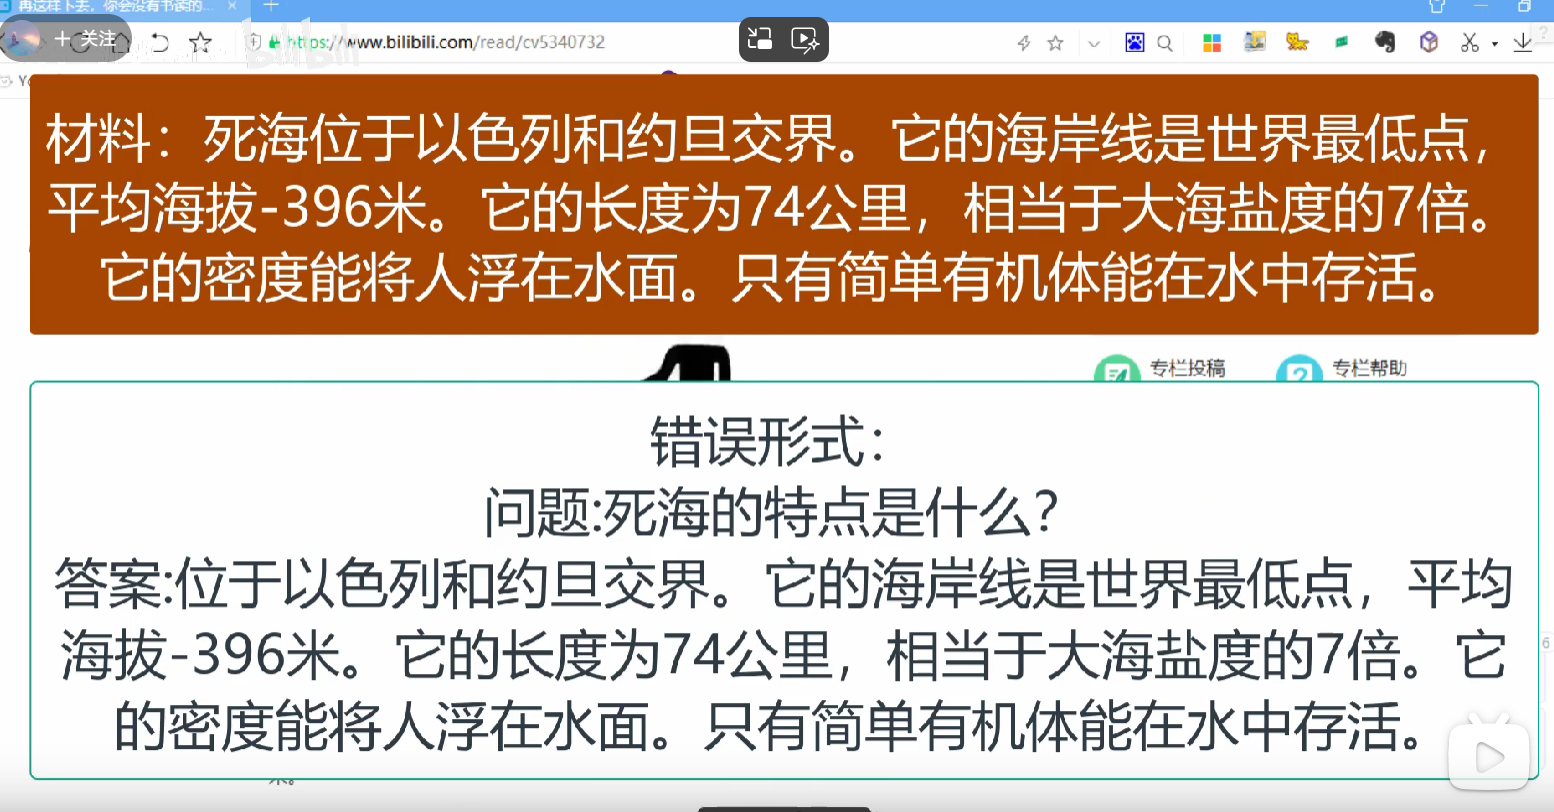 再这样下去，你会没有书读的...
+ 关注
https://www.bilibili.com/read/cv5340732
bilibili
材料：死海位于以色列和约旦交界。它的海岸线是世界最低点，
平均海拔-396米。它的长度为74公里，相当于大海盐度的7倍。
它的密度能将人浮在水面。只有简单有机体能在水中存活。
专栏投稿
专栏帮助
错误形式：
问题:死海的特点是什么？
答案:位于以色列和约旦交界。它的海岸线是世界最低点，平均
海拔-396米。它的长度为74公里，相当于大海盐度的7倍。它
的密度能将人浮在水面。只有简单有机体能在水中存活。
6
米。